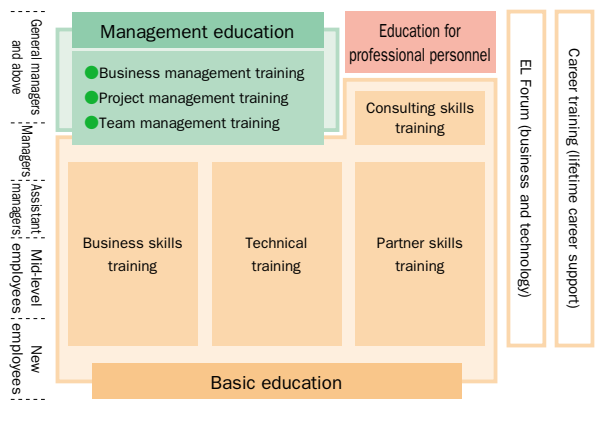 General managers
and above
Managers
Assistant
managers
Mid-level
employees
New
employees
Management education
●Business management training
●Project management training
●Team management training
Education for
professional personnel
Consulting skills
training
Business skills
training
Technical
training
Partner skills
training
Basic education
EL Forum (business and technology)
Career training (lifetime career support)